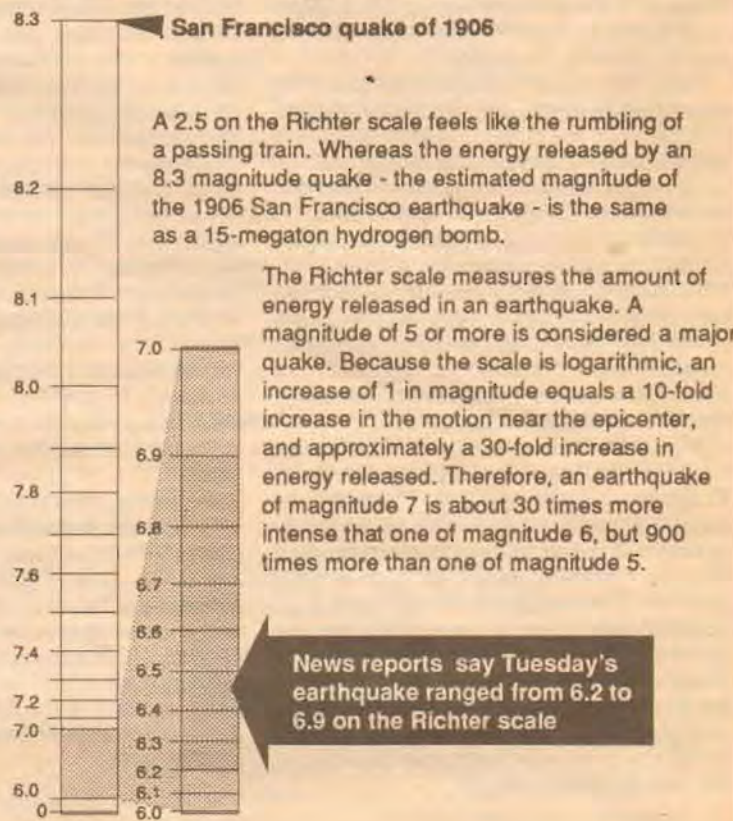 8.3
San Francisco quake of 1906
A 2.5 on the Richter scale feels like the rumbling of
a passing train. Whereas the energy released by an
8.3 magnitude quake - the estimated magnitude of
the 1906 San Francisco earthquake - is the same
as a 15-megaton hydrogen bomb.
The Richter scale measures the amount of
energy released in an earthquake. A
magnitude of 5 or more is considered a major
quake. Because the scale is logarithmic, an
increase of 1 in magnitude equals a 10-fold
increase in the motion near the epicenter,
and approximately a 30-fold increase in
energy released. Therefore, an earthquake
of magnitude 7 is about 30 times more
intense that one of magnitude 6, but 900
times more than one of magnitude 5.
News reports say Tuesday's
earthquake ranged from 6.2 to
6.9 on the Richter scale
8.2
8.1
8.0
7.8
7.6
7.4
7.2
7.0
6.0
0
7.0
6.9
6.8
6.7
6.6
6.5
6.4
6.3
6.2
6.1
6.0